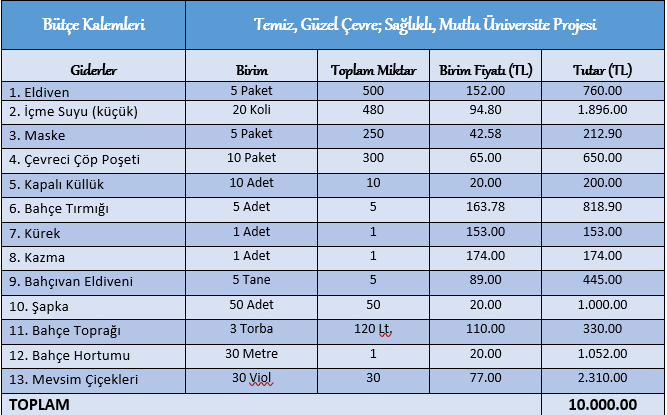 Bütçe Kalemleri Temiz, Güzel Çevre; Sağlıklı, Mutlu Üniversite Projesi
Giderler Birim Toplam Miktar Birim Fiyatı (TL) Tutar (TL)
1. Eldiven 5 Paket 500 152.00 760.00
2. İçme Suyu (küçük) 20 Koli 480 94.80 1.896.00
3. Maske 5 Paket 250 42.58 212.90
4. Çevreci Çöp Poşeti 10 Paket 300 65.00 650.00
5. Kapalı Küllük 10 Adet 10 20.00 200.00
6. Bahçe Tırmığı 5 Adet 5 163.78 818.90
7. Kürek 1 Adet 1 153.00 153.00
8. Kazma 1 Adet 1 174.00 174.00
9. Bahçıvan Eldiveni 5 Tane 5 89.00 445.00
10. Şapka 50 Adet 50 20.00 1.000.00
11. Bahçe Toprağı 3 Torba 120 Lt. 110.00 330.00
12. Bahçe Hortumu 30 Metre 1 20.00 1.052.00
13. Mevsim Çiçekleri 30 Viol 30 77.00 2.310.00
TOPLAM 10.000.00